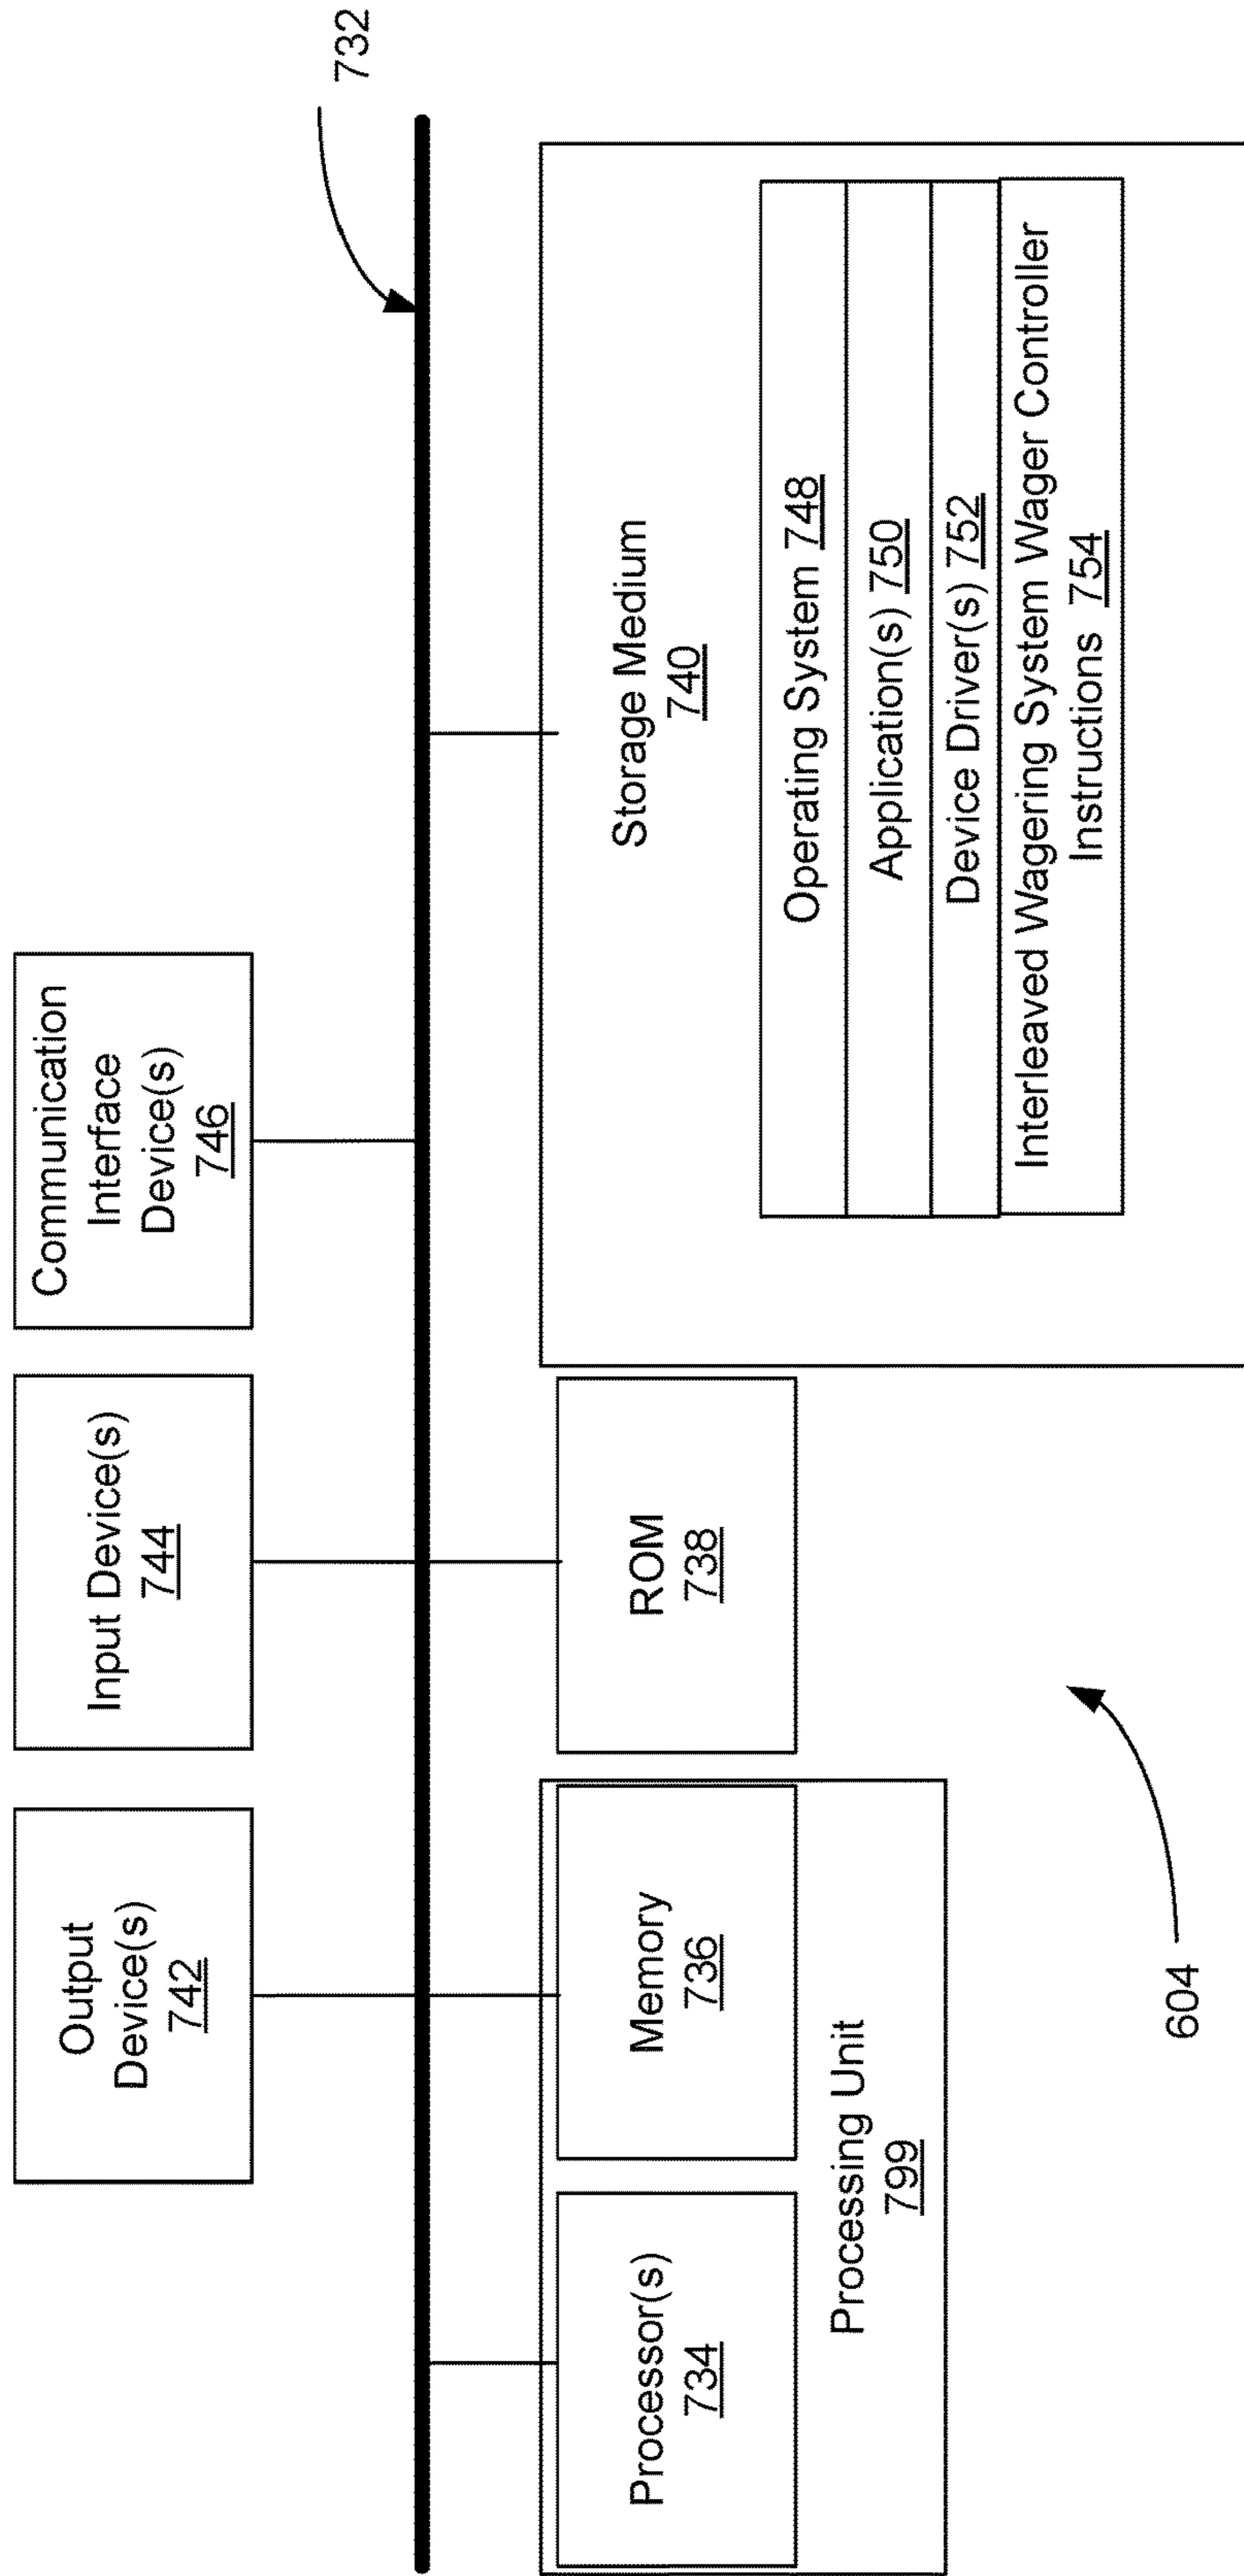 732
Output
Device(s)
742
Input Device(s)
744
Communication
Interface
Device(s)
746
Processor(s)
734
Memory
736
Processing Unit
799
ROM
738
Storage Medium
740
Operating System 748
Application(s) 750
Device Driver(s) 752
Interleaved Wagering System Wager Controller
Instructions 754
604